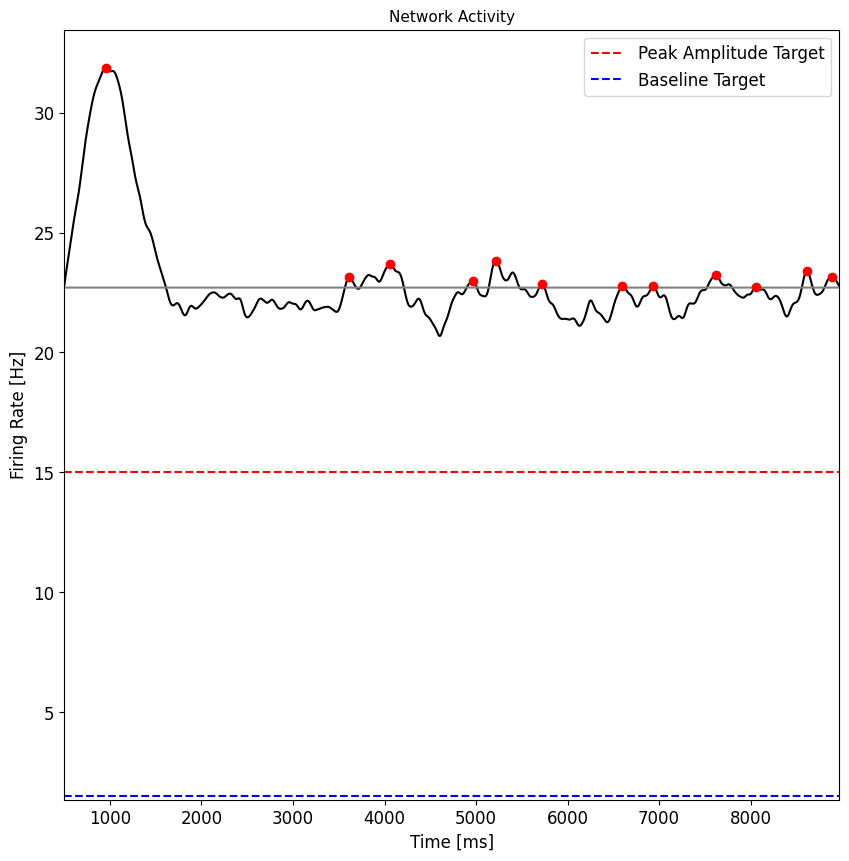 Network Activity
Peak Amplitude Target
Baseline Target
Firing Rate [Hz]
30
25
20
15
10
5
1000 2000 3000 4000 5000 6000 7000 8000
Time [ms]